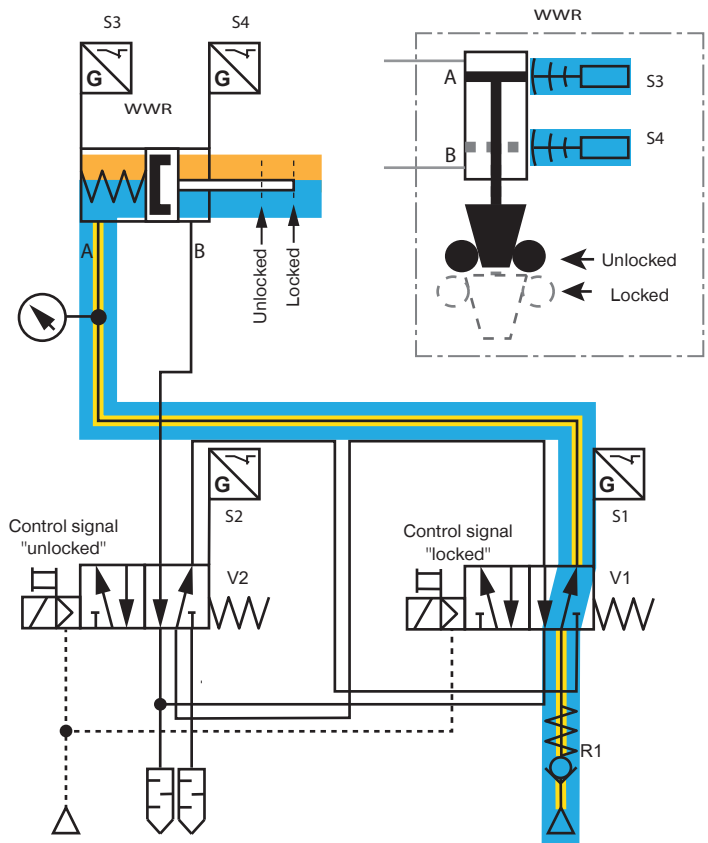 S3
S4
G
G
WWR
A
B
Unlocked
Locked
WWR
A
B
S3
S4
Unlocked
Locked
G
S2
G
S1
Control signal
"unlocked"
V2
Control signal
"locked"
V1
R1